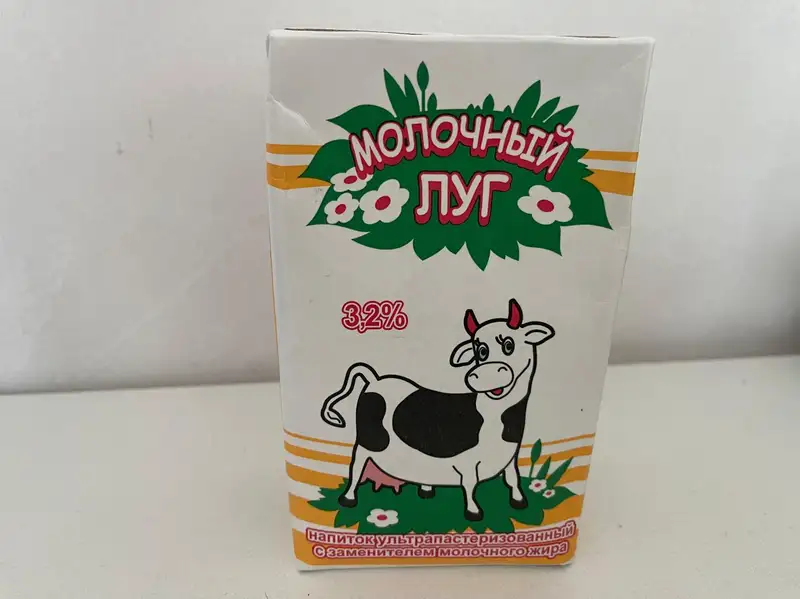 МОЛОЧНЫЙ
ЛУГ
3,2%
напиток ультрапастеризованный
с заменителем молочного жира